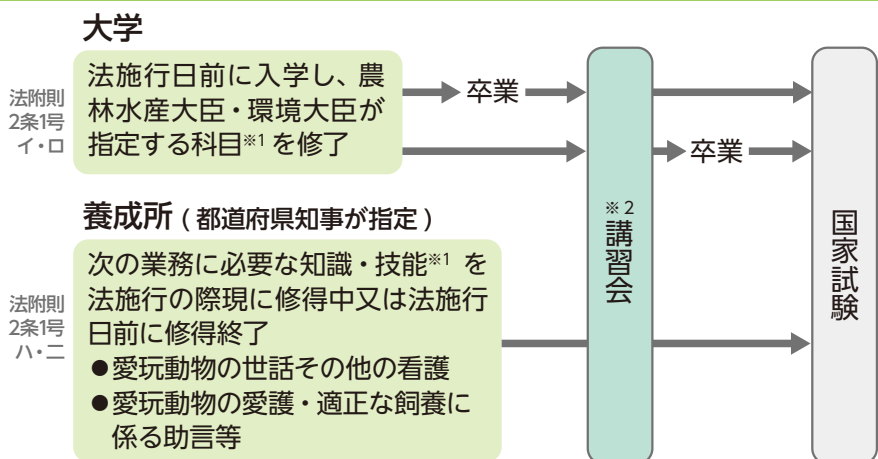 大学
法附則
2条1号
イ・ロ
法施行日前に入学し、農
林水産大臣・環境大臣が
指定する科目※1 を修了
卒業
卒業
※2
講習会
国家試験
養成所 ( 都道府県知事が指定 )
法附則
2条1号
ハ・ニ
次の業務に必要な知識・技能※1 を
法施行の際現に修得中又は法施行
日前に修得終了
●愛玩動物の世話その他の看護
●愛玩動物の愛護・適正な飼養に
係る助言等